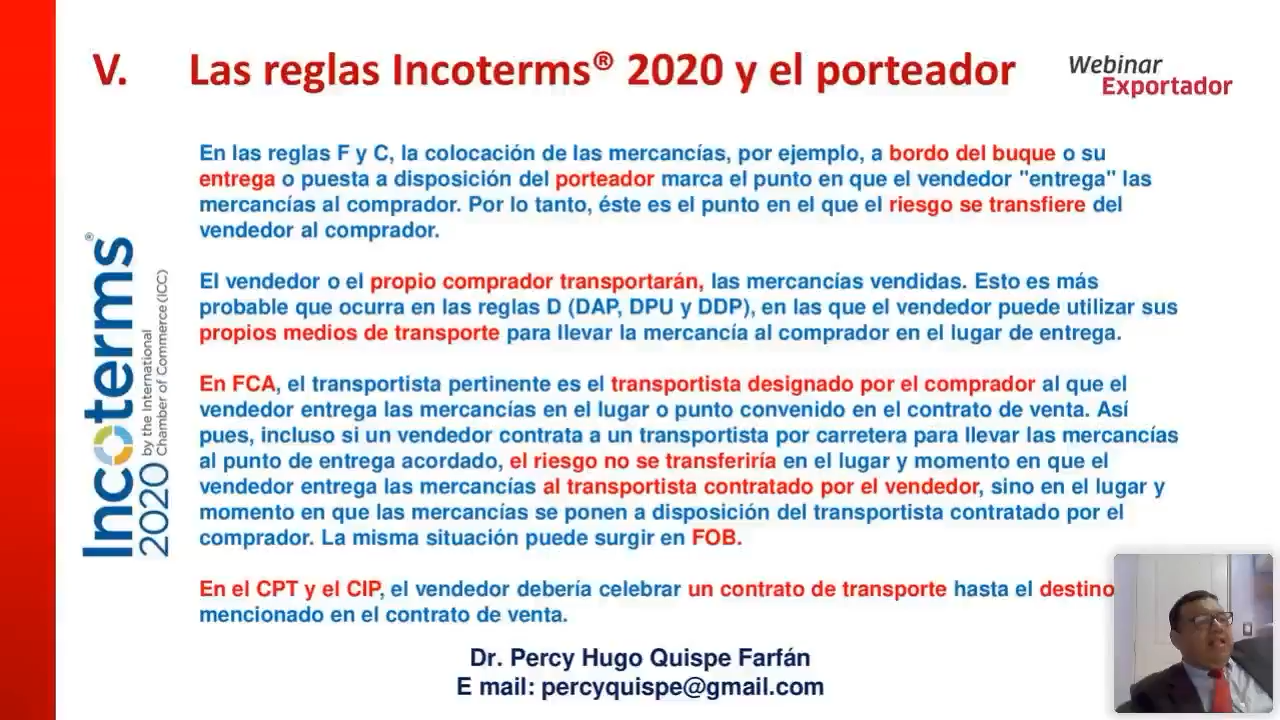 V. Las reglas Incoterms® 2020 y el porteador
Webinar
Exportador
En las reglas F y C, la colocación de las mercancías, por ejemplo, a bordo del buque o su
entrega o puesta a disposición del porteador marca el punto en que el vendedor "entrega" las
mercancías al comprador. Por lo tanto, éste es el punto en el que el riesgo se transfiere del
vendedor al comprador.
El vendedor o el propio comprador transportarán, las mercancías vendidas. Esto es más
probable que ocurra en las reglas D (DAP, DPU y DDP), en las que el vendedor puede utilizar sus
propios medios de transporte para llevar la mercancía al comprador en el lugar de entrega.
En FCA, el transportista pertinente es el transportista designado por el comprador al que el
vendedor entrega las mercancías en el lugar o punto convenido en el contrato de venta. Así
pues, incluso si un vendedor contrata a un transportista por carretera para llevar las mercancías
al punto de entrega acordado, el riesgo no se transferiría en el lugar y momento en que el
vendedor entrega las mercancías al transportista contratado por el vendedor, sino en el lugar y
momento en que las mercancías se ponen a disposición del transportista contratado por el
comprador. La misma situación puede surgir en FOB.
En el CPT y el CIP, el vendedor debería celebrar un contrato de transporte hasta el destino
mencionado en el contrato de venta.
Dr. Percy Hugo Quispe Farfán
E mail: percyquispe@gmail.com
Incoterms®
2020
by the International
Chamber of Commerce (ICC)